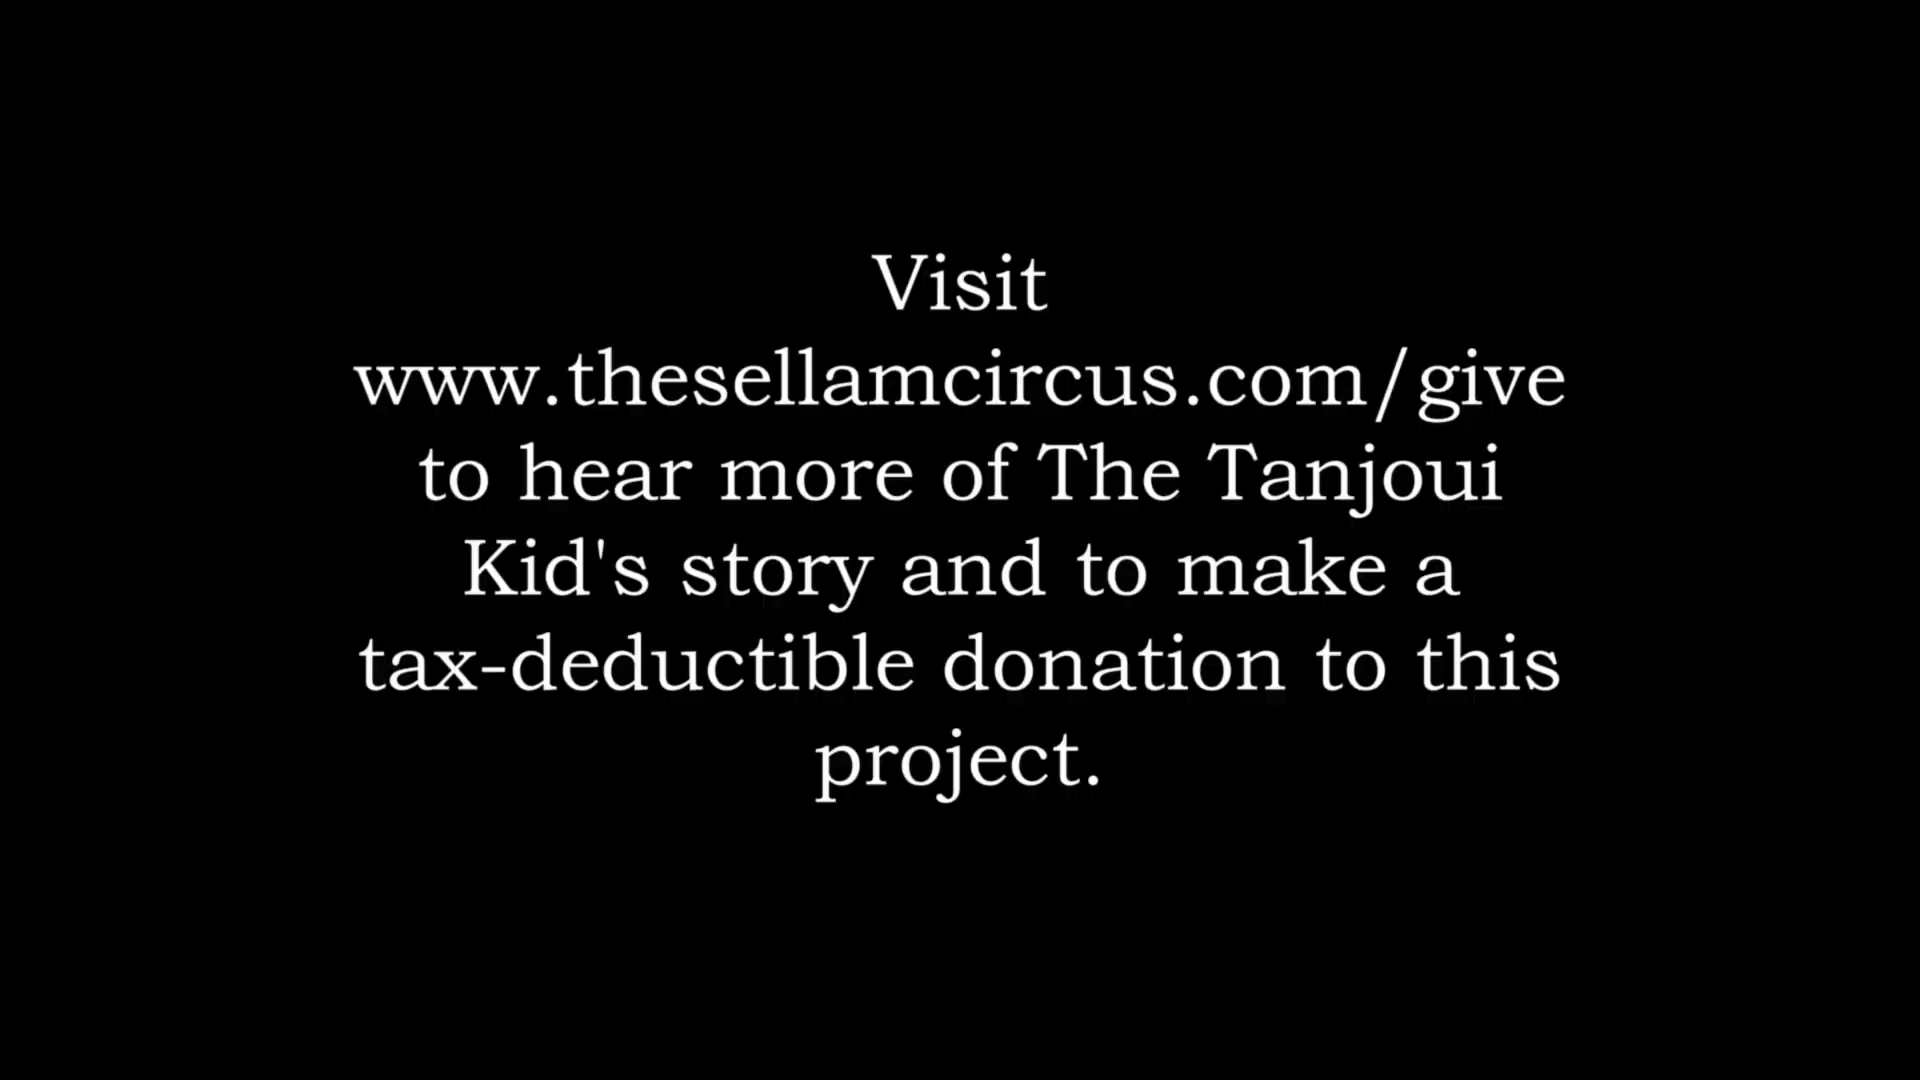 Visit
www.thesellamcircus.com/give
to hear more of The Tanjoui
Kid's story and to make a
tax-deductible donation to this
project.